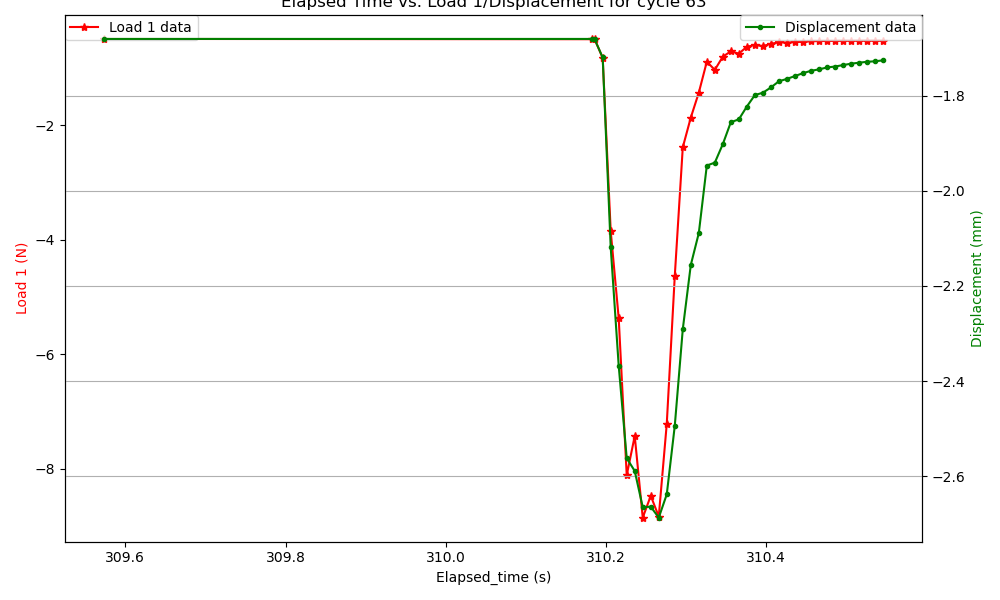 Elapsed Time vs. Load 1/Displacement for cycle 63
Load 1 data
Displacement data
−2
−4
−6
−8
Load 1 (N)
−1.8
−2.0
−2.2
−2.4
−2.6
Displacement (mm)
309.6 309.8 310.0 310.2 310.4
Elapsed_time (s)